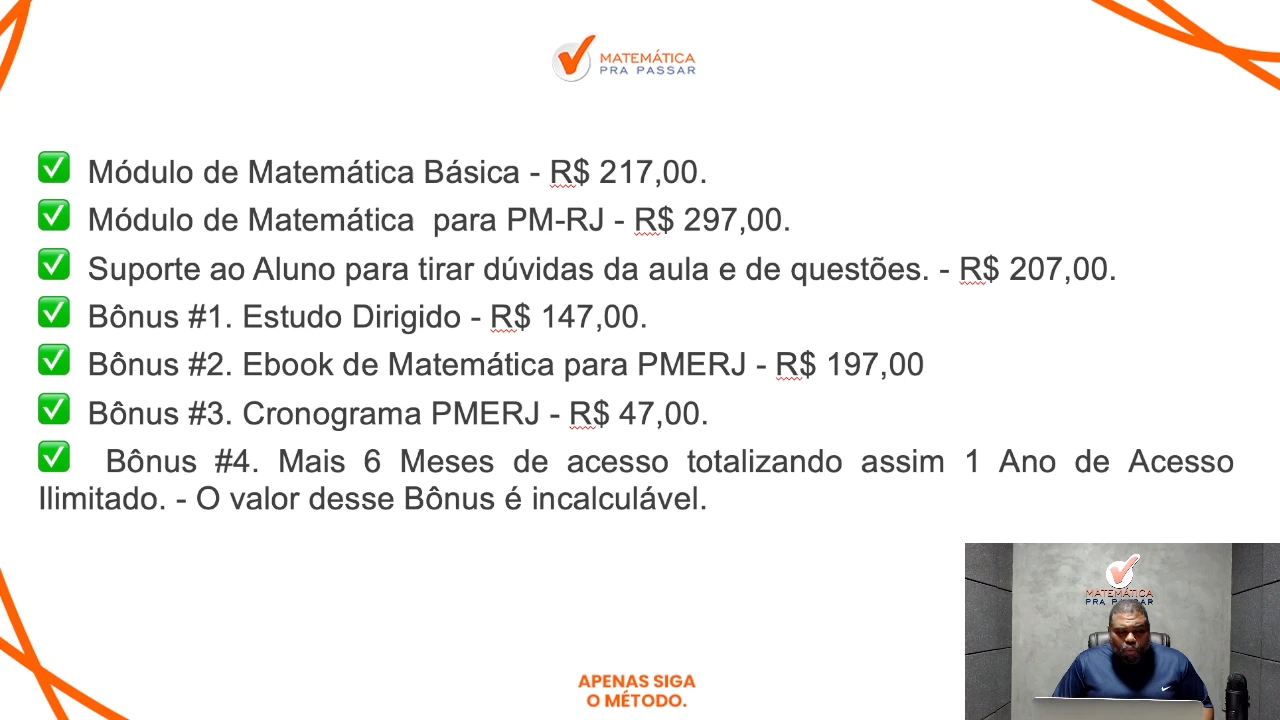 MATEMÁTICA
PRA PASSAR
✅ Módulo de Matemática Básica - R$ 217,00.
✅ Módulo de Matemática  para PM-RJ - R$ 297,00.
✅ Suporte ao Aluno para tirar dúvidas da aula e de questões. - R$ 207,00.
✅ Bônus #1. Estudo Dirigido - R$ 147,00.
✅ Bônus #2. Ebook de Matemática para PMERJ - R$ 197,00
✅ Bônus #3. Cronograma PMERJ - R$ 47,00.
✅ Bônus #4. Mais 6 Meses de acesso totalizando assim 1 Ano de Acesso
Ilimitado. - O valor desse Bônus é incalculável.
MATEMÁTICA
PRA PASSAR
APENAS SIGA
O MÉTODO.